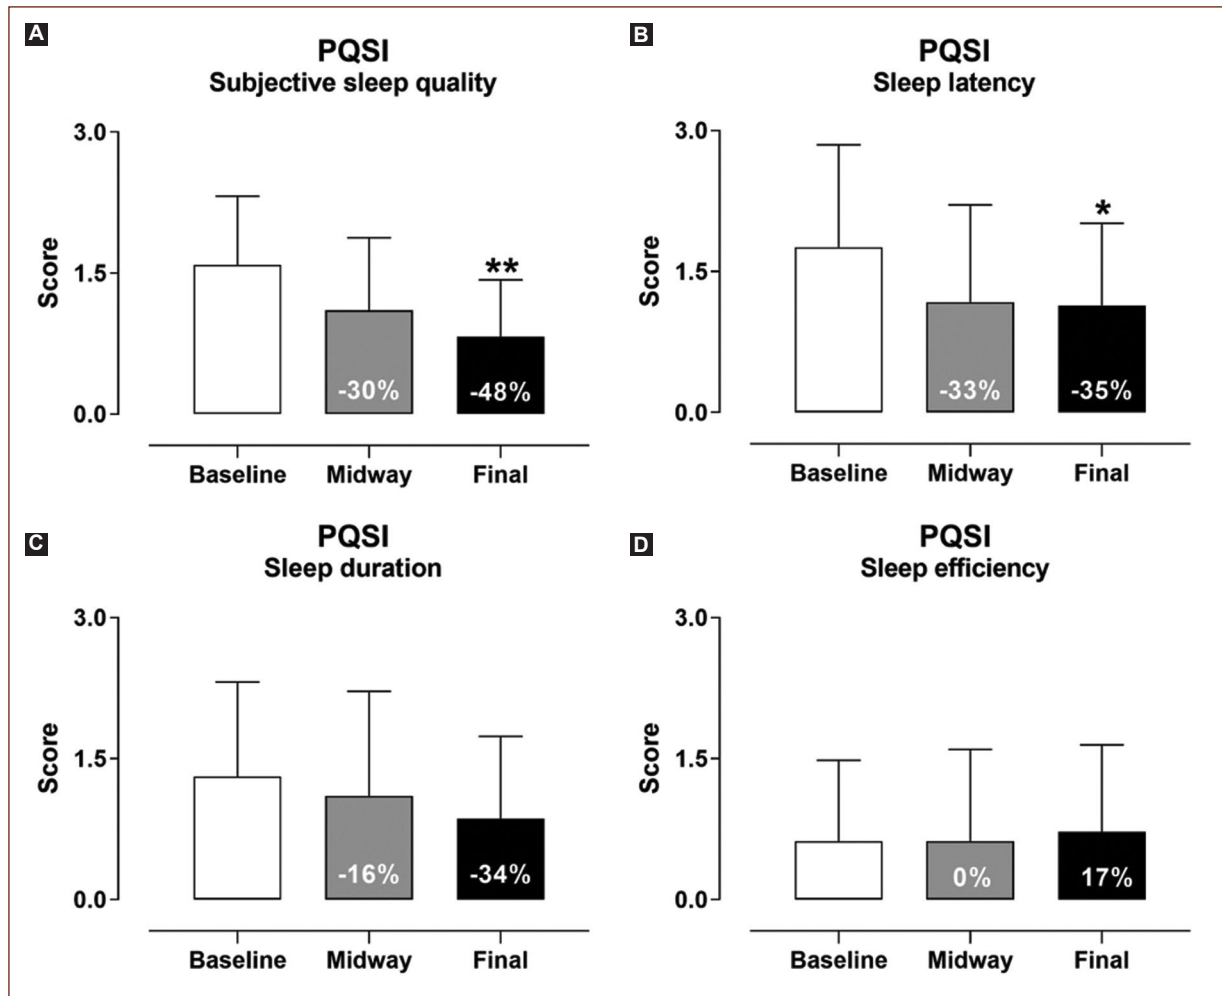 A
PQSI
Subjective sleep quality
3.0
1.5
0.0
Score
**
-30%
-48%
Baseline Midway Final
B
PQSI
Sleep latency
3.0
1.5
0.0
Score
*
-33%
-35%
Baseline Midway Final
C
PQSI
Sleep duration
3.0
1.5
0.0
Score
-16%
-34%
Baseline Midway Final
D
PQSI
Sleep efficiency
3.0
1.5
0.0
Score
0%
17%
Baseline Midway Final